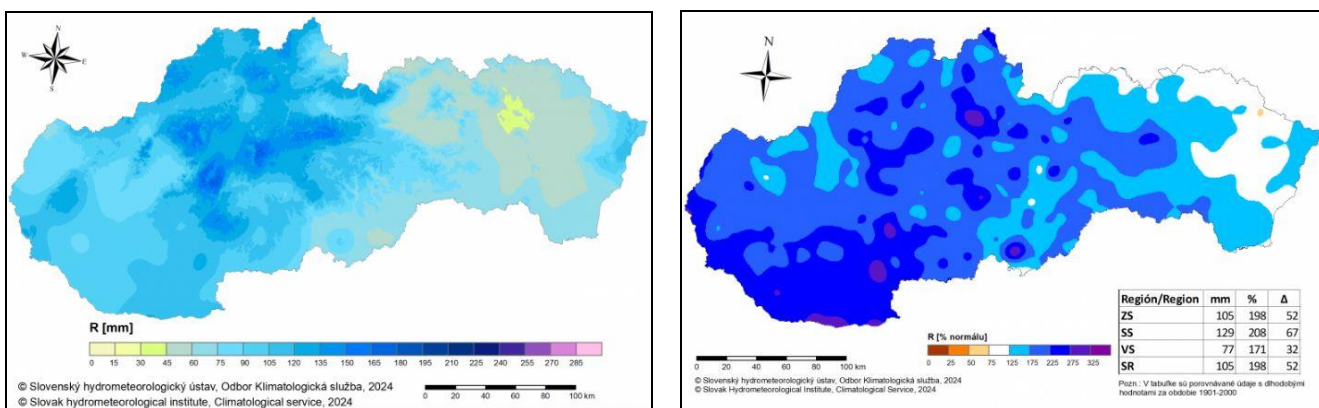 N
W
E
S
R [mm]
0 15 30 45 60 75 90 105 120 135 150 165 180 195 210 225 240 255 270 285
© Slovenský hydrometeorologický ústav, Odbor Klimatologická služba, 2024
© Slovak hydrometeorological institute, Climatological service, 2024
0 20 40 60 80 100 km
N
Región/Region mm % Δ
ZS 105 198 52
SS 129 208 67
VS 77 171 32
SR 105 198 52
R [% normálu]
0 25 50 75 125 175 225 275 325
0 20 40 60 80 100 km
© Slovenský hydrometeorologický ústav, Odbor Klimatologická služba, 2024
© Slovak Hydrometeorological Institute, Climatological service, 2024
Pozn.: V tabuľke sú porovnávané údaje s dlhodobými
hodnotami za obdobie 1901-2000